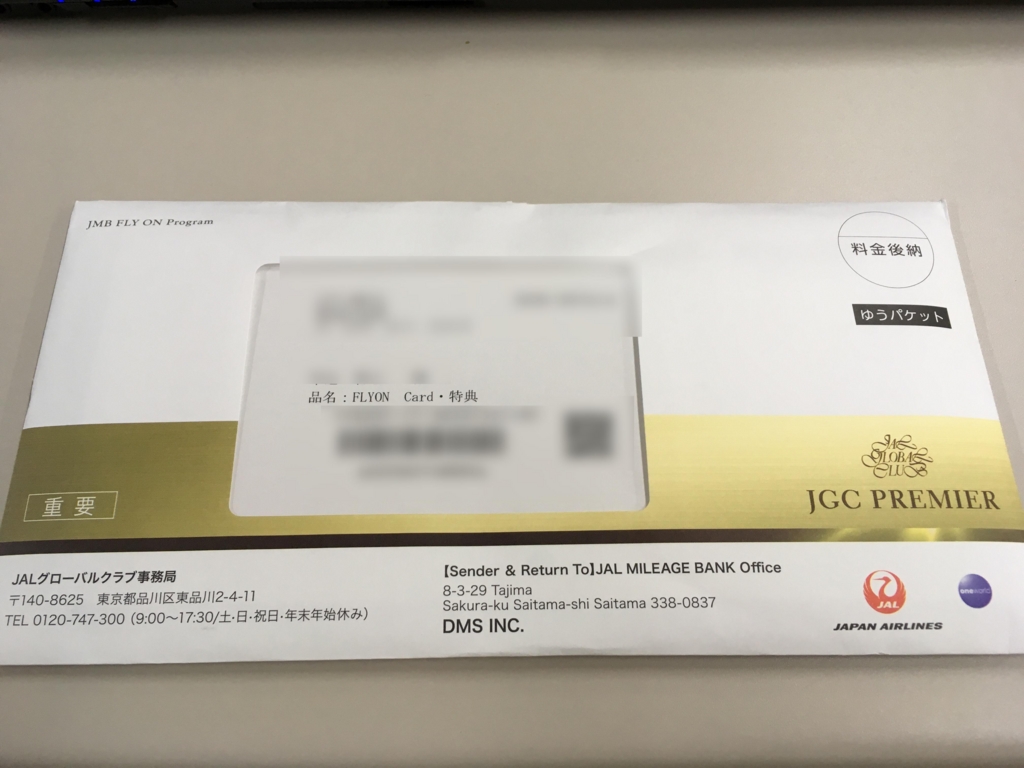 JMB FLY ON Program
料金後納
ゆうパケット
品名：FLYON Card・特典
JAL
GLOBAL
CLUB
JGC PREMIER
重要
JALグローバルクラブ事務局
〒140-8625 東京都品川区東品川2-4-11
TEL 0120-747-300（9:00～17:30/土・日・祝日・年末年始休み）
【Sender & Return To】JAL MILEAGE BANK Office
8-3-29 Tajima
Sakura-ku Saitama-shi Saitama 338-0837
DMS INC.
JAL
JAPAN AIRLINES
oneworld